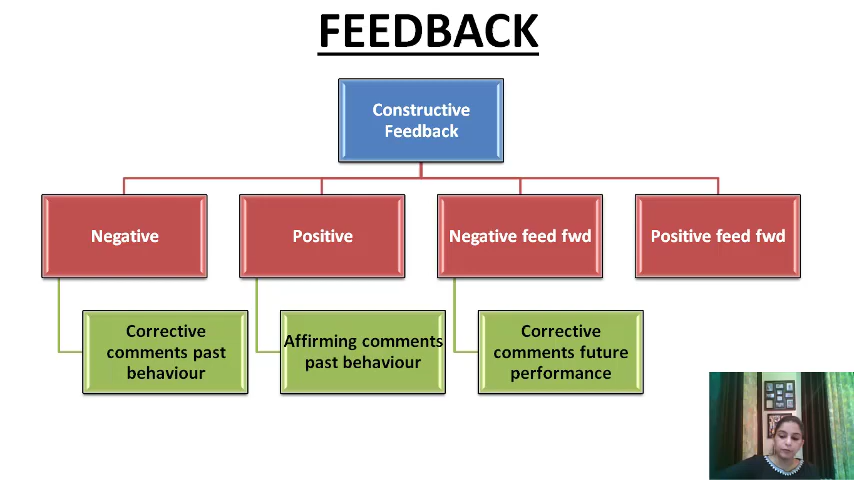 FEEDBACK
Constructive
Feedback
Negative
Positive
Negative feed fwd
Positive feed fwd
Corrective
comments past
behaviour
Affirming comments
past behaviour
Corrective
comments future
performance